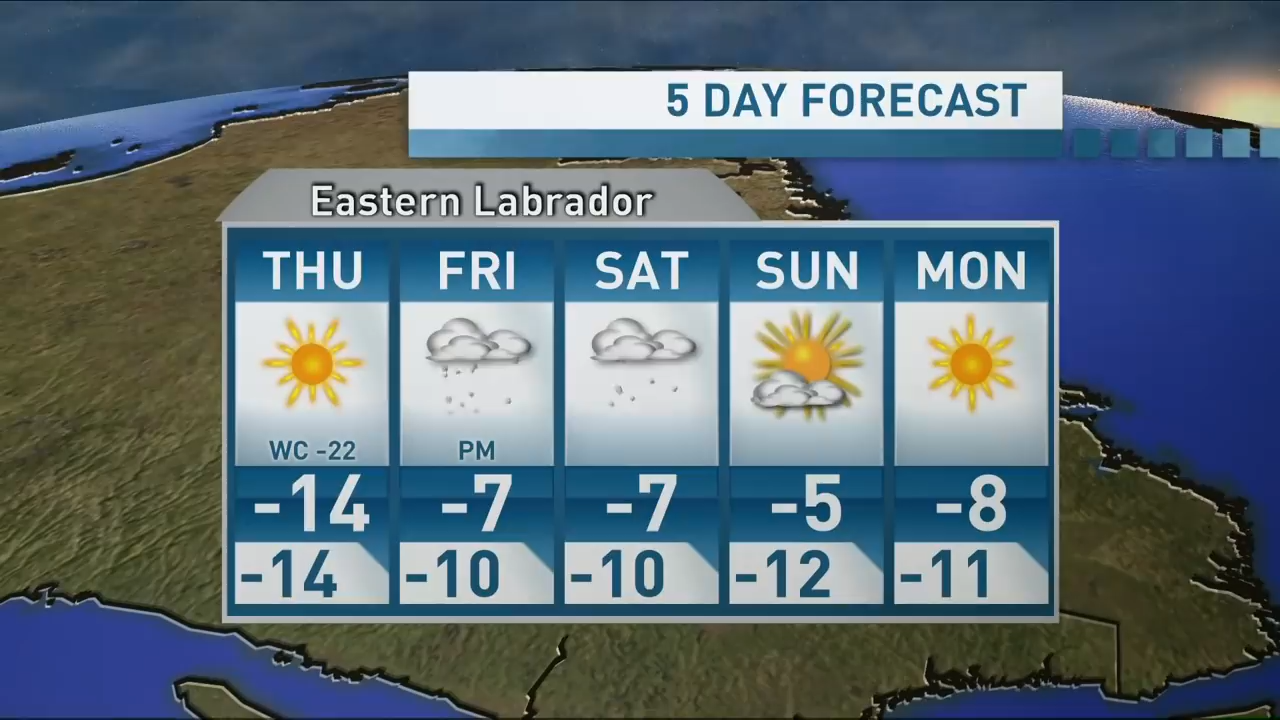 5 DAY FORECAST
Eastern Labrador
THU FRI SAT SUN MON
WC -22 PM
-14 -7 -7 -5 -8
-14 -10 -10 -12 -11